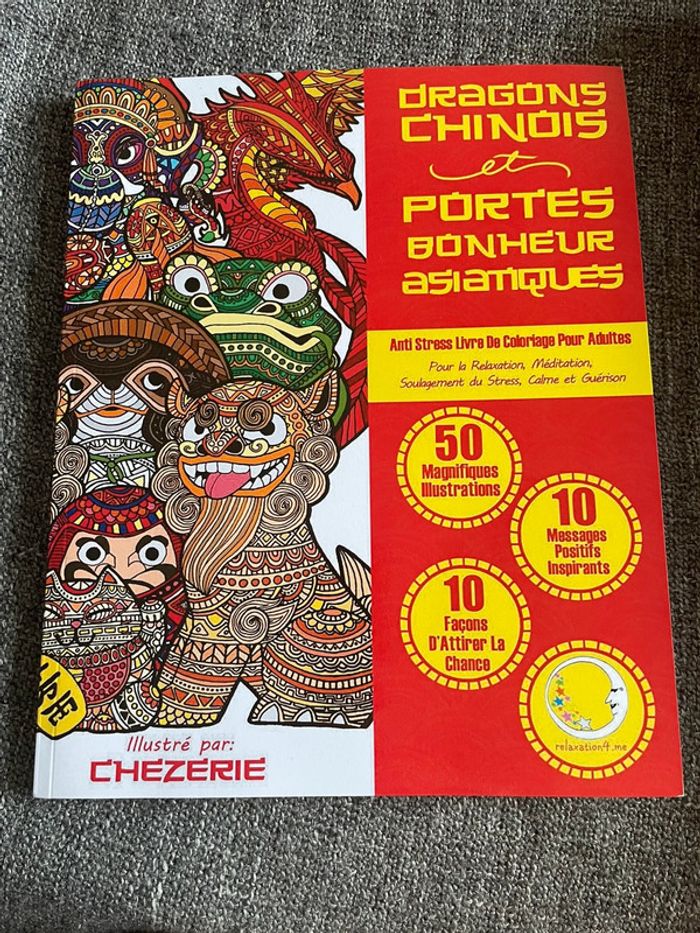 DRAGONS
CHINOIS
et
PORTES
BONHEUR
ASIATIQUES
Anti Stress Livre De Coloriage Pour Adultes
Pour la Relaxation, Méditation,
Soulagement du Stress, Calme et Guérison
50
Magnifiques
Illustrations
10
Messages
Positifs
Inspirants
10
Façons
D'Attirer La
Chance
relaxation4.me
Illustré par:
CHEZERIE